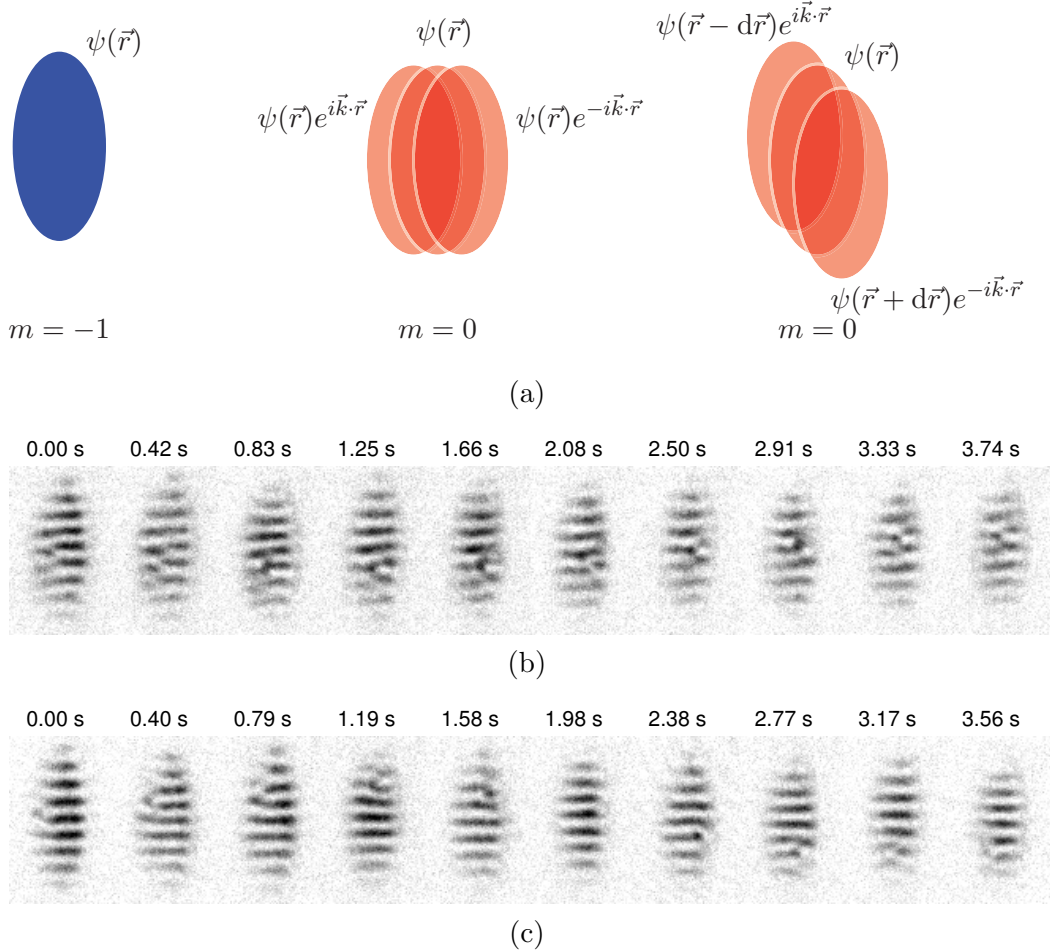 ψ(r⃗)
ψ(r⃗)
ψ(r⃗)e^{ik⃗·r⃗}
ψ(r⃗)e^{−ik⃗·r⃗}
ψ(r⃗ − dr⃗)e^{ik⃗·r⃗}
ψ(r⃗)
ψ(r⃗ + dr⃗)e^{−ik⃗·r⃗}
m = −1
m = 0
m = 0
(a)
0.00 s 0.42 s 0.83 s 1.25 s 1.66 s 2.08 s 2.50 s 2.91 s 3.33 s 3.74 s
(b)
0.00 s 0.40 s 0.79 s 1.19 s 1.58 s 1.98 s 2.38 s 2.77 s 3.17 s 3.56 s
(c)